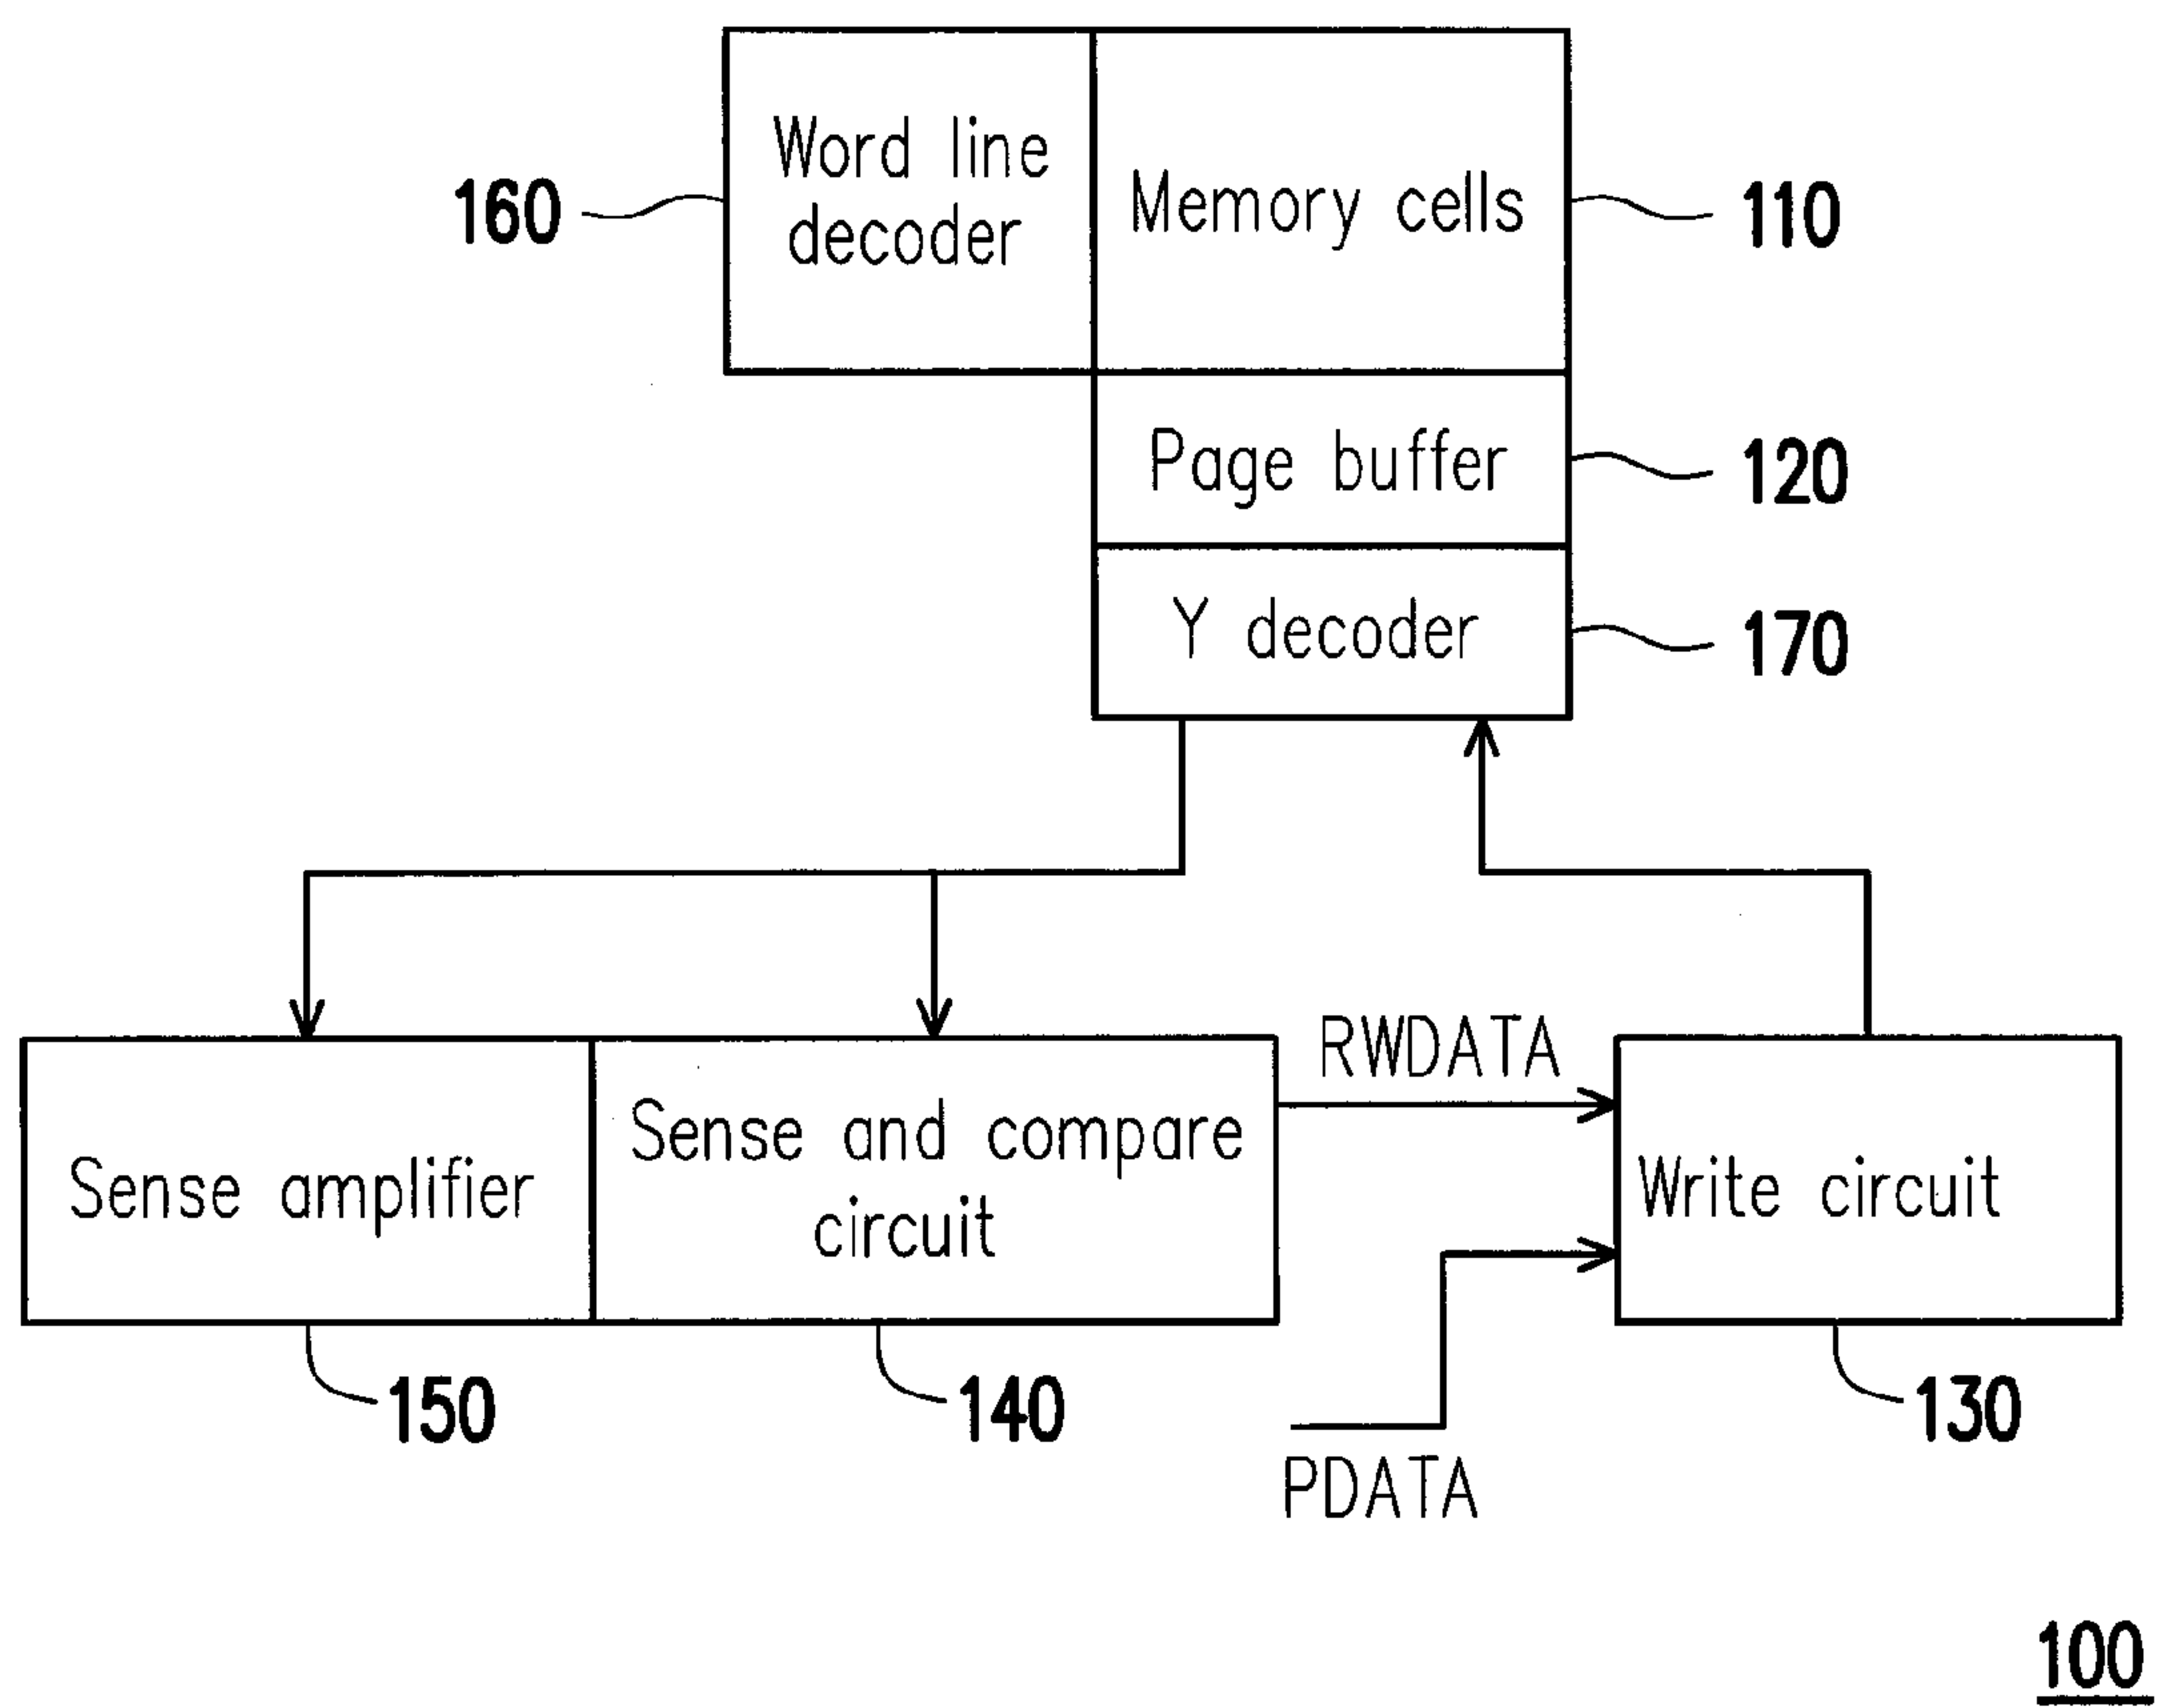 Word line
decoder
Memory cells
160
110
Page buffer
120
Y decoder
170
RWDATA
Sense amplifier
Sense and compare
circuit
Write circuit
150
140
130
PDATA
100